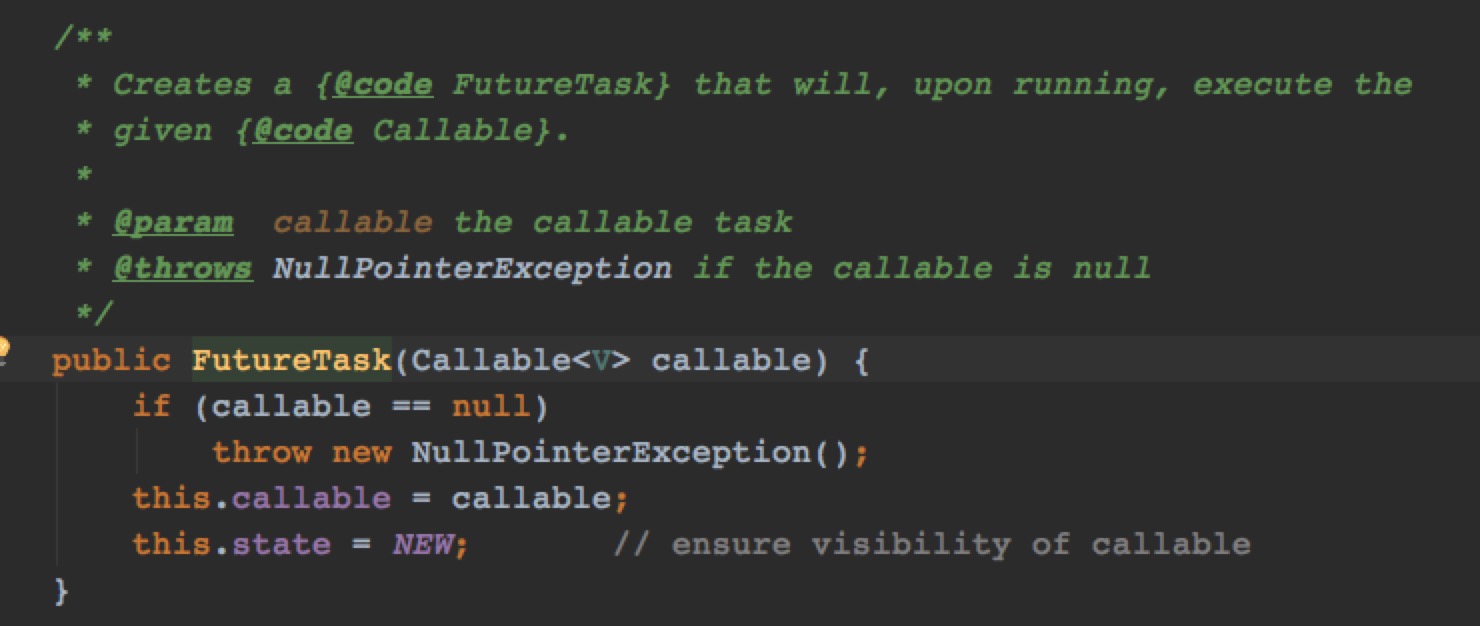 /**
 * Creates a {@code FutureTask} that will, upon running, execute the
 * given {@code Callable}.
 *
 * @param  callable the callable task
 * @throws NullPointerException if the callable is null
 */
public FutureTask(Callable<V> callable) {
    if (callable == null)
        throw new NullPointerException();
    this.callable = callable;
    this.state = NEW;       // ensure visibility of callable
}